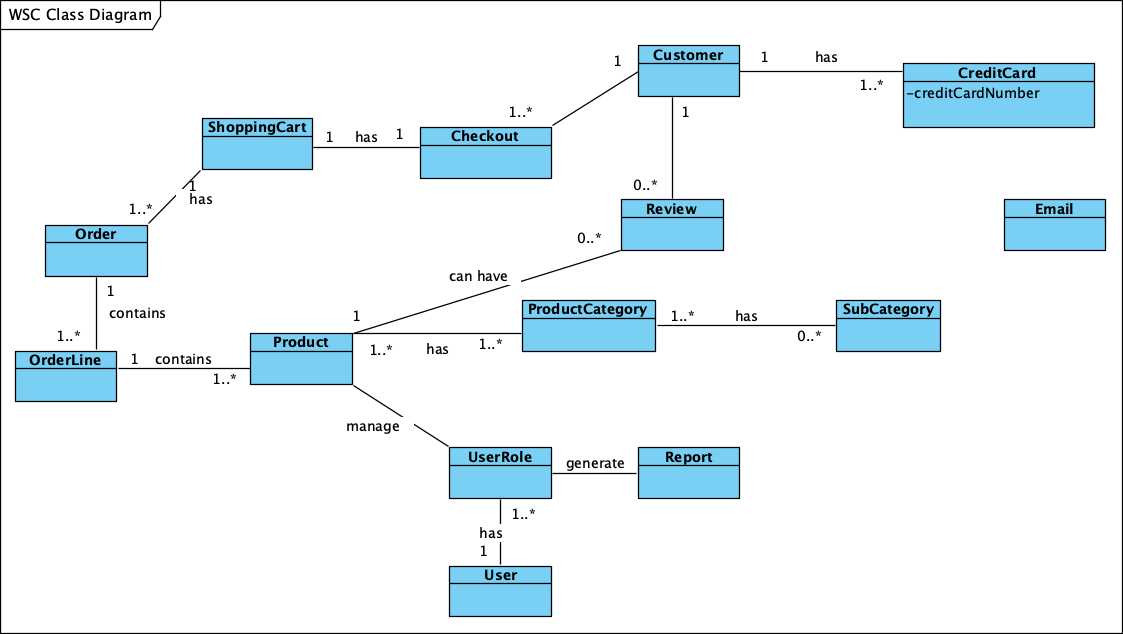 WSC Class Diagram
Customer
1
1
has
1..*
CreditCard
-creditCardNumber
1
1..*
ShoppingCart
1
has
1
Checkout
1
has
1..*
0..*
Review
Email
Order
0..*
can have
1
contains
1..*
ProductCategory
1..*
has
0..*
SubCategory
1
Product
1..*
has
1..*
OrderLine
1
contains
1..*
manage
UserRole
generate
Report
1..*
has
1
User